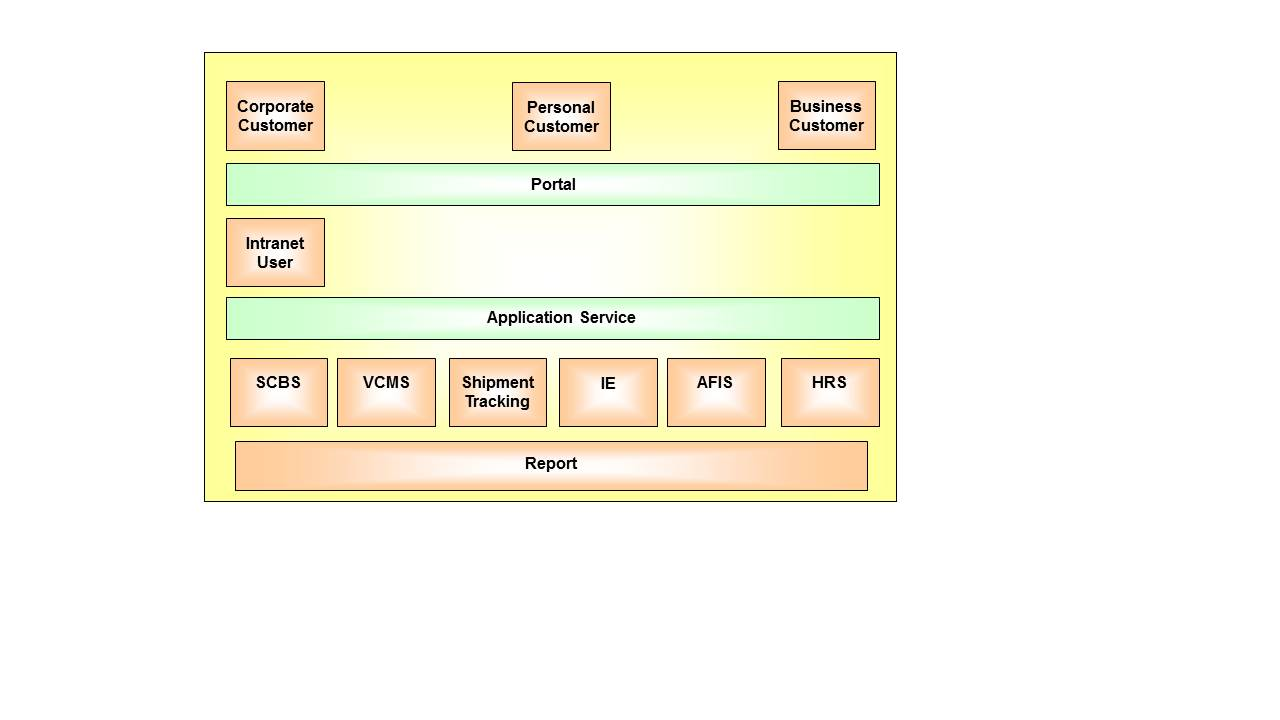 Corporate
Customer
Personal
Customer
Business
Customer
Portal
Intranet
User
Application Service
SCBS
VCMS
Shipment
Tracking
IE
AFIS
HRS
Report